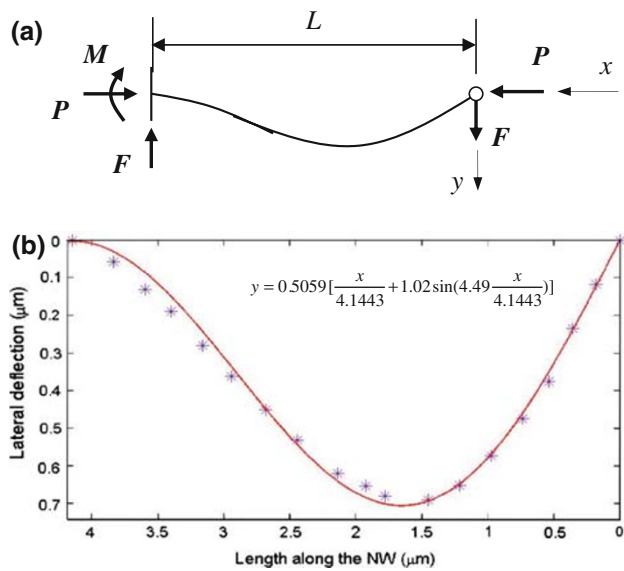 (a)
L
M
P
P
x
F
F
y
(b)
y = 0.5059[x/4.1443 + 1.02 sin(4.49 x/4.1443)]
0
0.1
0.2
0.3
0.4
0.5
0.6
0.7
Lateral deflection (μm)
4 3.5 3 2.5 2 1.5 1 0.5 0
Length along the NW (μm)